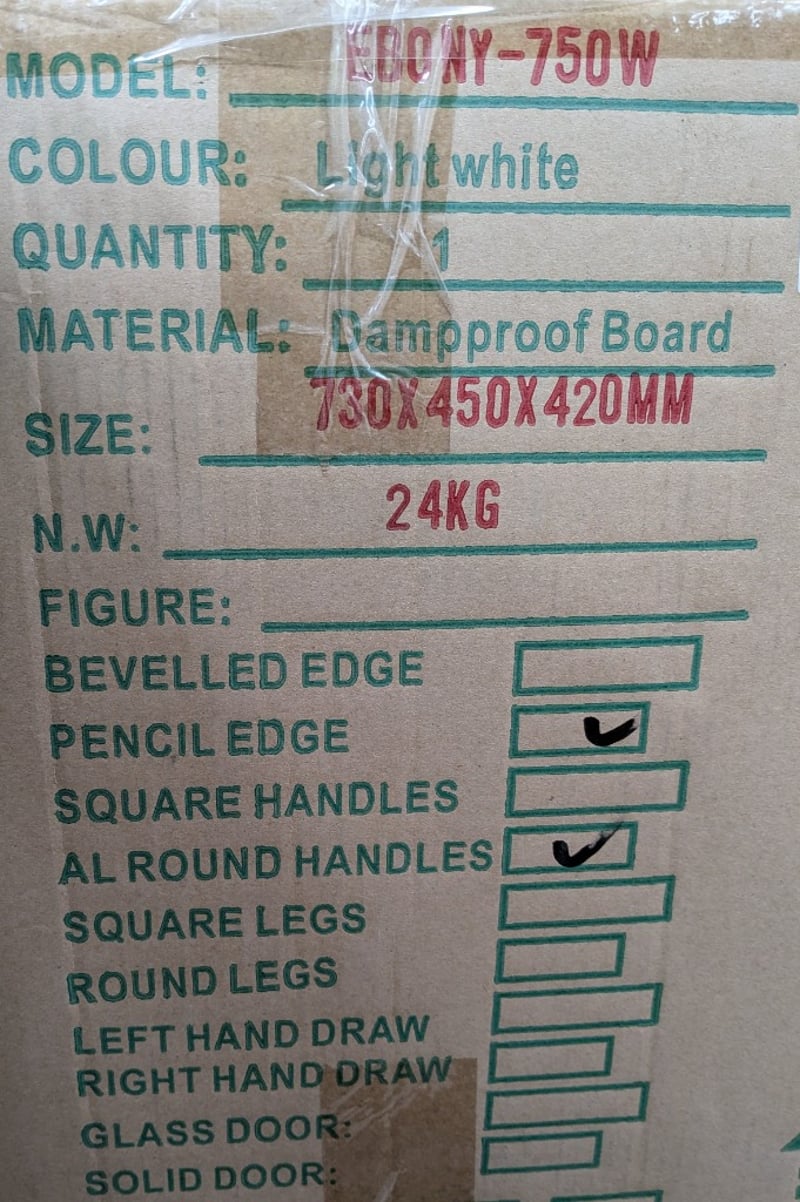 MODEL: EBONY-750W
COLOUR: Light white
QUANTITY: 1
MATERIAL: Dampproof Board
SIZE: 730X450X420MM
N.W: 24KG
FIGURE:
BEVELLED EDGE
PENCIL EDGE
SQUARE HANDLES
AL ROUND HANDLES
SQUARE LEGS
ROUND LEGS
LEFT HAND DRAW
RIGHT HAND DRAW
GLASS DOOR:
SOLID DOOR: